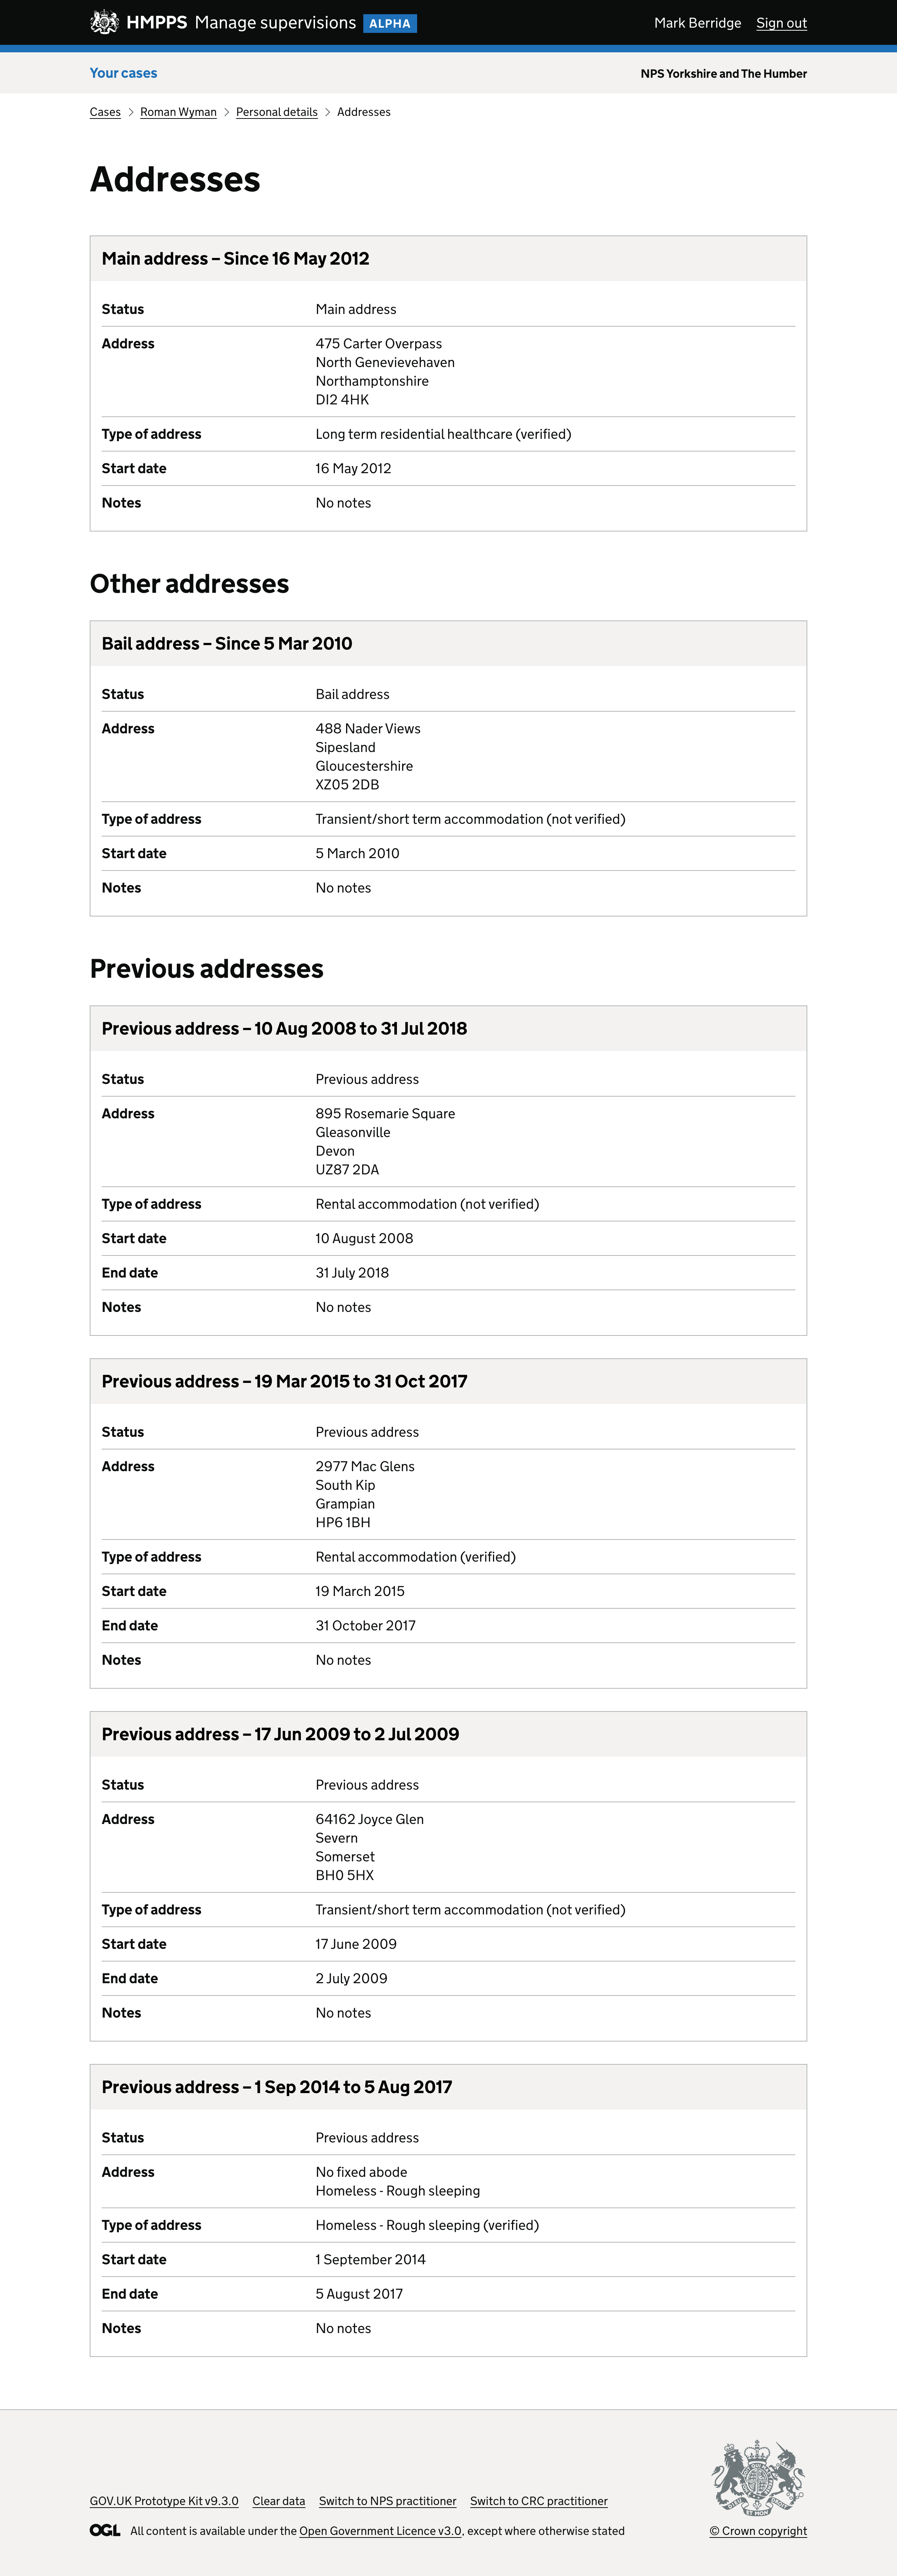 HMPPS Manage supervisions ALPHA Mark Berridge Sign out
Your cases NPS Yorkshire and The Humber
Cases > Roman Wyman > Personal details > Addresses
Addresses
Main address – Since 16 May 2012
Status Main address
Address 475 Carter Overpass
North Genevievehaven
Northamptonshire
DI2 4HK
Type of address Long term residential healthcare (verified)
Start date 16 May 2012
Notes No notes
Other addresses
Bail address – Since 5 Mar 2010
Status Bail address
Address 488 Nader Views
Sipesland
Gloucestershire
XZ05 2DB
Type of address Transient/short term accommodation (not verified)
Start date 5 March 2010
Notes No notes
Previous addresses
Previous address – 10 Aug 2008 to 31 Jul 2018
Status Previous address
Address 895 Rosemarie Square
Gleasonville
Devon
UZ87 2DA
Type of address Rental accommodation (not verified)
Start date 10 August 2008
End date 31 July 2018
Notes No notes
Previous address – 19 Mar 2015 to 31 Oct 2017
Status Previous address
Address 2977 Mac Glens
South Kip
Grampian
HP6 1BH
Type of address Rental accommodation (verified)
Start date 19 March 2015
End date 31 October 2017
Notes No notes
Previous address – 17 Jun 2009 to 2 Jul 2009
Status Previous address
Address 64162 Joyce Glen
Severn
Somerset
BH0 5HX
Type of address Transient/short term accommodation (not verified)
Start date 17 June 2009
End date 2 July 2009
Notes No notes
Previous address – 1 Sep 2014 to 5 Aug 2017
Status Previous address
Address No fixed abode
Homeless - Rough sleeping
Type of address Homeless - Rough sleeping (verified)
Start date 1 September 2014
End date 5 August 2017
Notes No notes
GOV.UK Prototype Kit v9.3.0 Clear data Switch to NPS practitioner Switch to CRC practitioner
OGL All content is available under the Open Government Licence v3.0, except where otherwise stated © Crown copyright